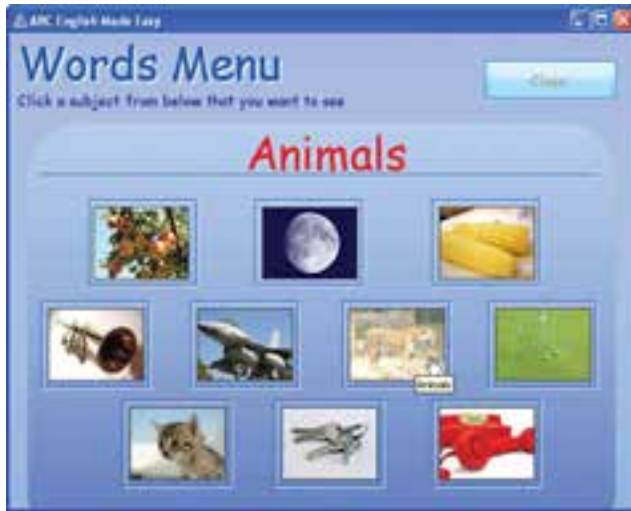 ABC English Made Easy
Words Menu
Close
Click a subject from below that you want to see
Animals
Animals